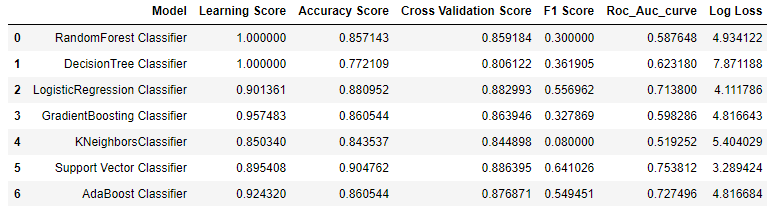 Model Learning Score Accuracy Score Cross Validation Score F1 Score Roc_Auc_curve Log Loss
0 RandomForest Classifier 1.000000 0.857143 0.859184 0.300000 0.587648 4.934122
1 DecisionTree Classifier 1.000000 0.772109 0.806122 0.361905 0.623180 7.871188
2 LogisticRegression Classifier 0.901361 0.880952 0.882993 0.556962 0.713800 4.111786
3 GradientBoosting Classifier 0.957483 0.860544 0.863946 0.327869 0.598286 4.816643
4 KNeighborsClassifier 0.850340 0.843537 0.844898 0.080000 0.519252 5.404029
5 Support Vector Classifier 0.895408 0.904762 0.886395 0.641026 0.753812 3.289424
6 AdaBoost Classifier 0.924320 0.860544 0.876871 0.549451 0.727496 4.816684